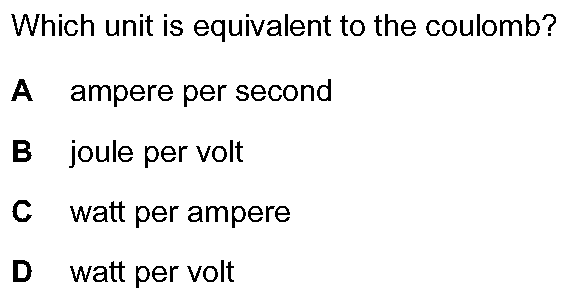 Which unit is equivalent to the coulomb?
A ampere per second
B joule per volt
C watt per ampere
D watt per volt